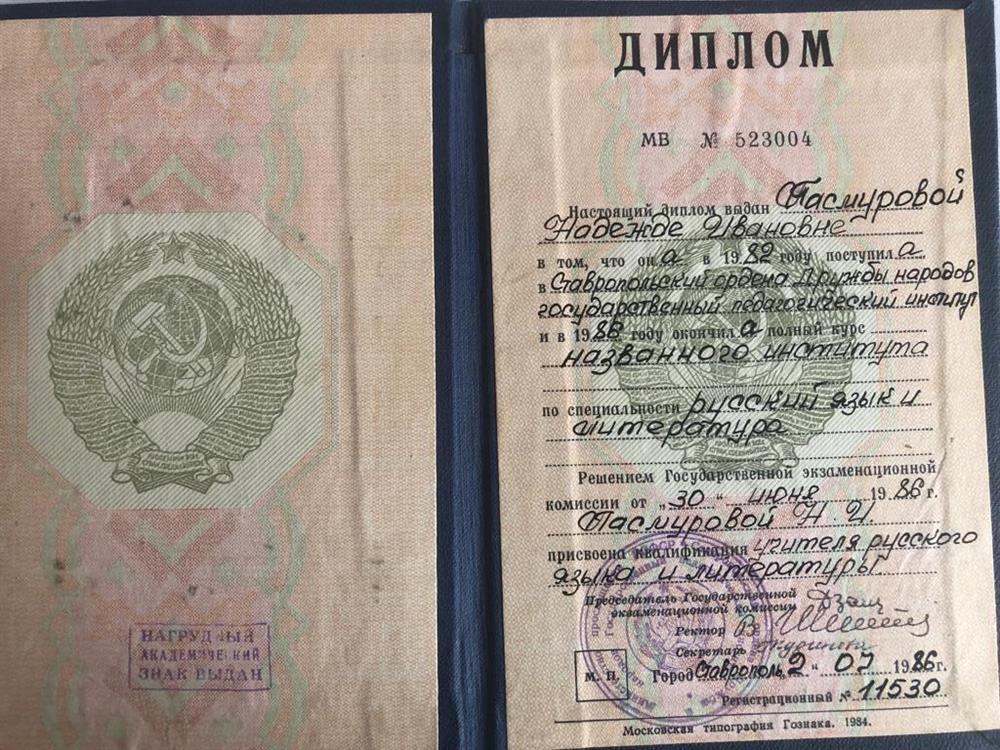 НАГРУДНЫЙ
АКАДЕМИЧЕСКИЙ
ЗНАК ВЫДАН
ДИПЛОМ
МВ № 523004
Настоящий диплом выдан Пасмуровой
Надежде Ивановне
в том, что она в 1982 году поступила
в Ставропольский ордена Дружбы народов
государственный педагогический институт
и в 1986 году окончила полный курс
названного института
по специальности русский язык и
литература
Решением Государственной экзаменационной
комиссии от „30“ июня 1986 г.
Пасмуровой Н. И.
присвоена квалификация учителя русского
языка и литературы
Председатель Государственной
экзаменационной комиссии
Ректор
Секретарь
М. П. Город Ставрополь 2 " 07 1986 г.
Регистрационный № 11530
Московская типография Гознака. 1984.